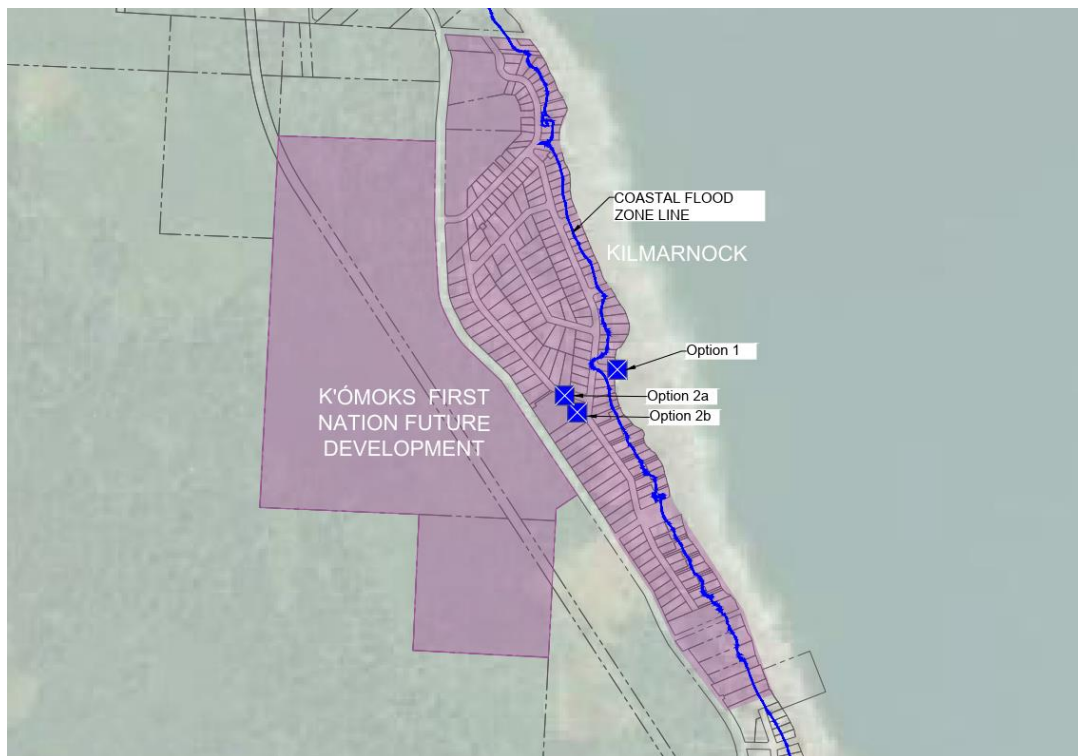 COASTAL FLOOD
ZONE LINE
KILMARNOCK
Option 1
Option 2a
Option 2b
K'ÓMOKS FIRST
NATION FUTURE
DEVELOPMENT